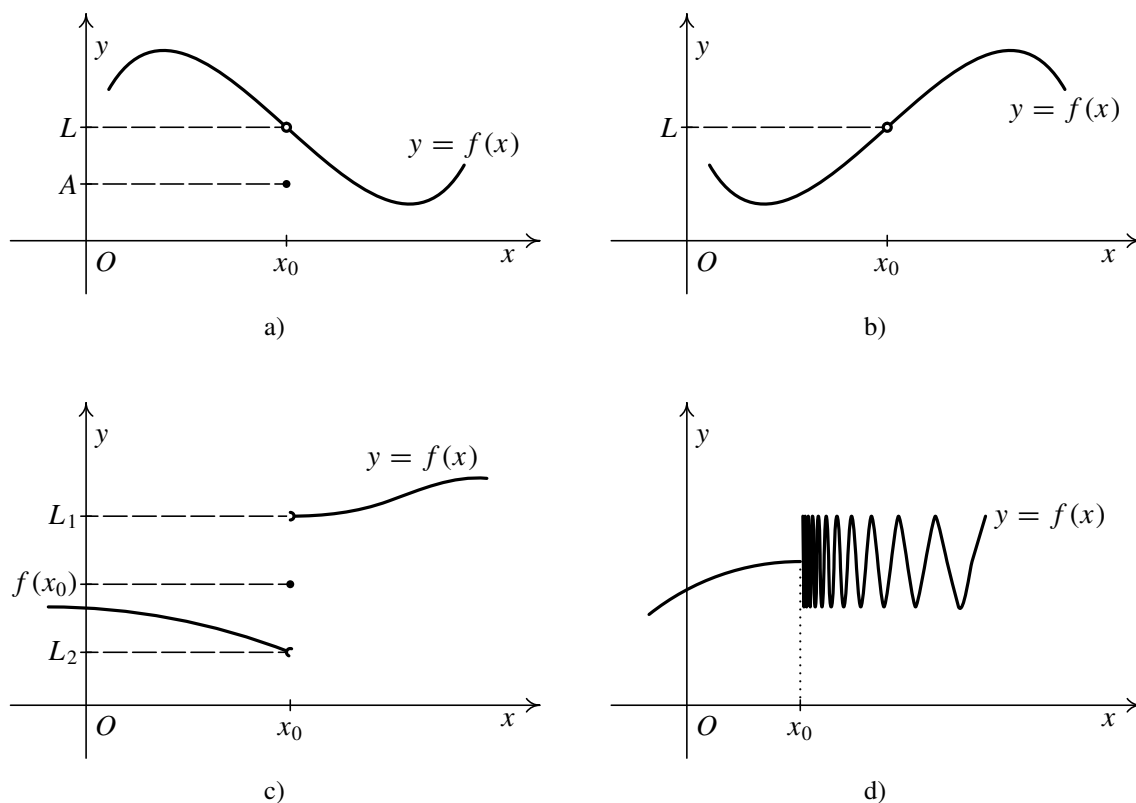 y
L
y = f(x)
A
O
x₀
x
a)
y
y = f(x)
L
O
x₀
x
b)
y
y = f(x)
L₁
f(x₀)
L₂
O
x₀
x
c)
y
y = f(x)
O
x₀
x
d)